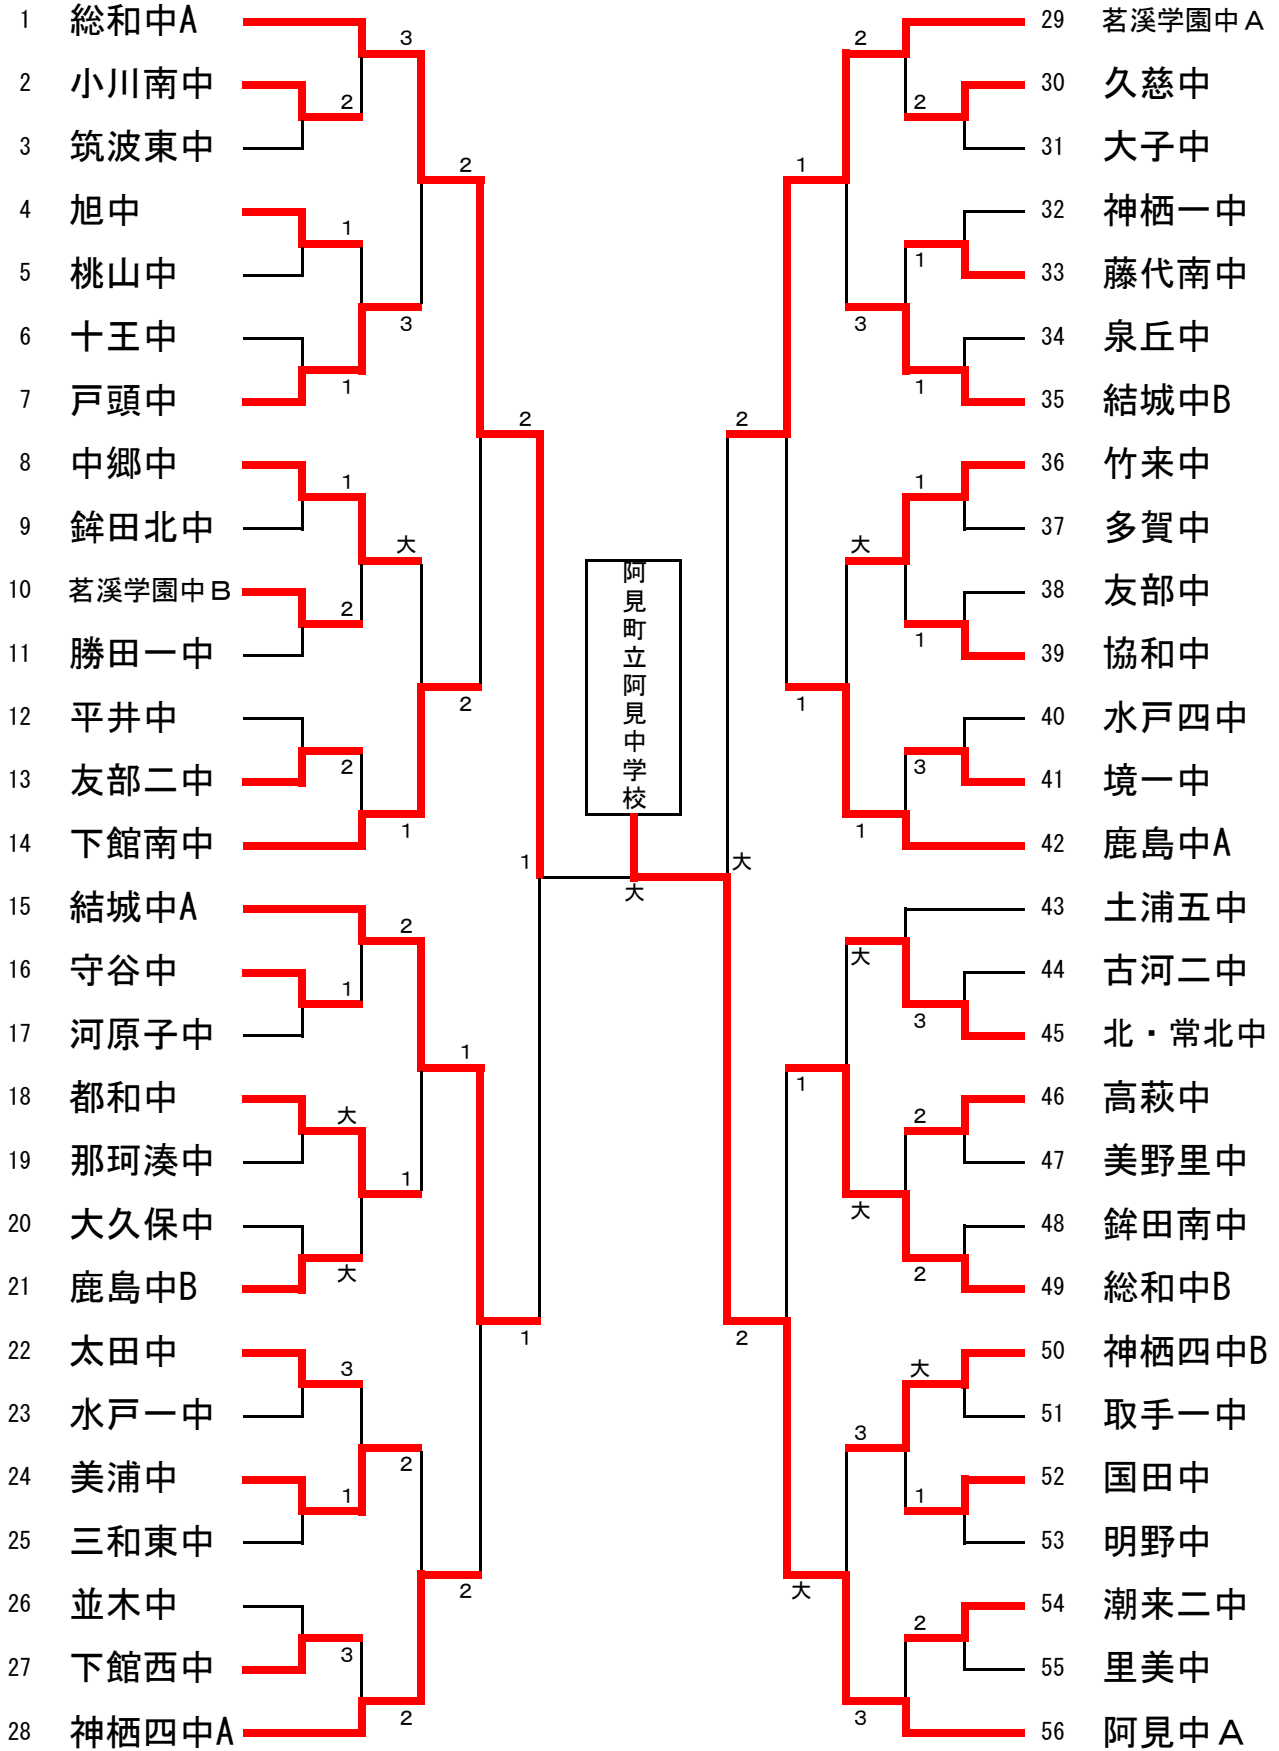 1 総和中A
3
2 小川南中
2
3 筑波東中
2
4 旭中
1
5 桃山中
3
6 十王中
1
7 戸頭中
2
8 中郷中
1
9 鉾田北中
大
10 茗溪学園中B
2
11 勝田一中
2
12 平井中
2
13 友部二中
1
14 下館南中
1
15 結城中A
2
16 守谷中
1
17 河原子中
1
18 都和中
大
19 那珂湊中
1
20 大久保中
大
21 鹿島中B
1
22 太田中
3
23 水戸一中
2
24 美浦中
1
25 三和東中
2
26 並木中
3
27 下館西中
2
28 神栖四中A
阿見町立阿見中学校
大
29 茗溪学園中A
2
30 久慈中
2
31 大子中
1
32 神栖一中
1
33 藤代南中
3
34 泉丘中
1
35 結城中B
2
36 竹来中
1
37 多賀中
大
38 友部中
1
39 協和中
1
40 水戸四中
3
41 境一中
1
42 鹿島中A
大
43 土浦五中
大
44 古河二中
3
45 北・常北中
1
46 高萩中
2
47 美野里中
大
48 鉾田南中
2
49 総和中B
2
50 神栖四中B
大
51 取手一中
3
52 国田中
1
53 明野中
大
54 潮来二中
2
55 里美中
3
56 阿見中A